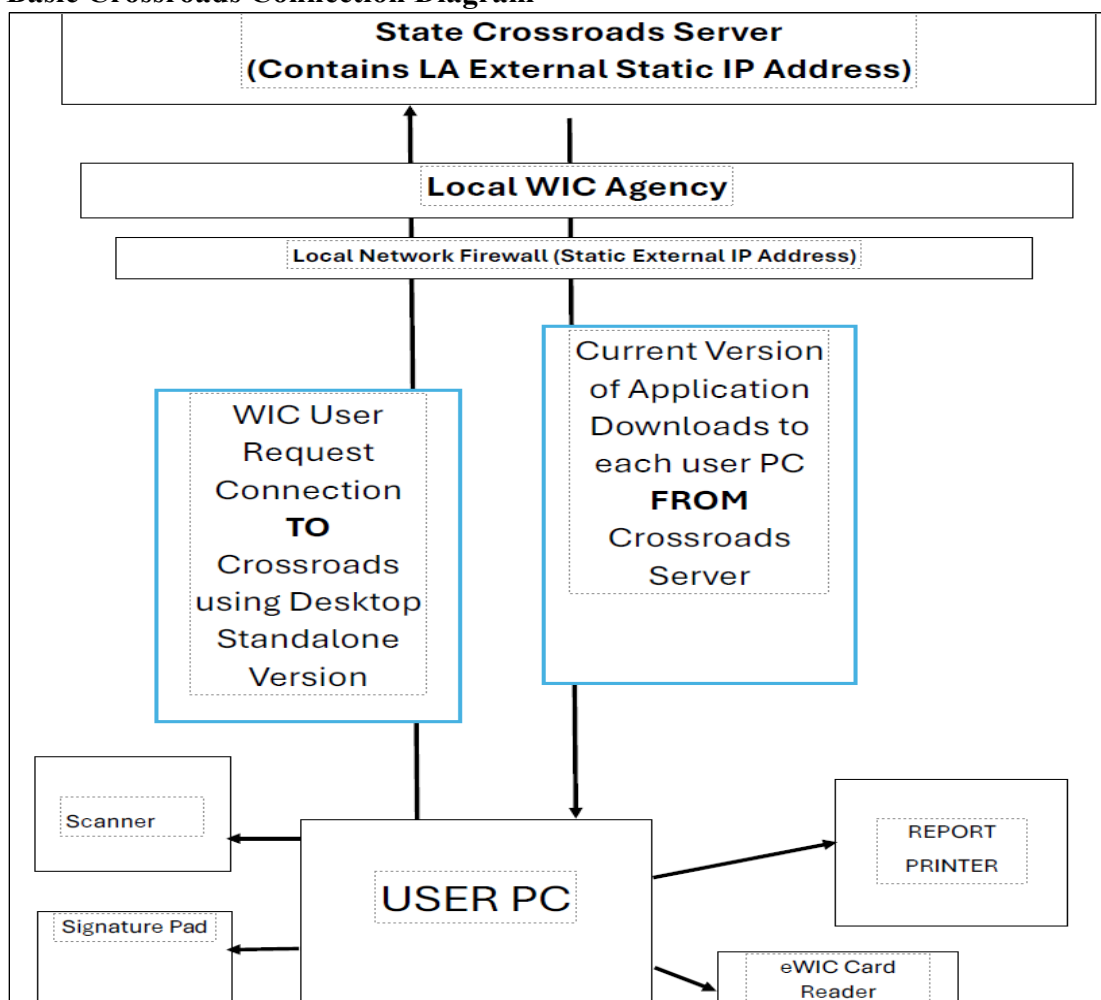 Basic Crossroads Connection Diagram
State Crossroads Server
(Contains LA External Static IP Address)
Local WIC Agency
Local Network Firewall (Static External IP Address)
WIC User
Request
Connection
TO
Crossroads
using Desktop
Standalone
Version
Current Version
of Application
Downloads to
each user PC
FROM
Crossroads
Server
Scanner
USER PC
REPORT
PRINTER
Signature Pad
eWIC Card
Reader